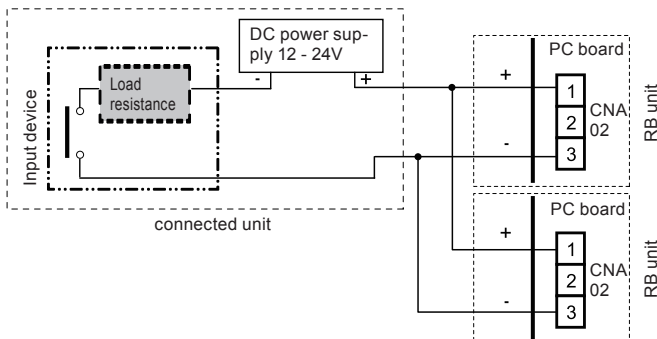 DC power sup-
ply 12 - 24V
- +
Load
resistance
Input device
connected unit
PC board
+
1
CNA
2
02
-
3
RB unit
PC board
+
1
CNA
2
02
-
3
RB unit